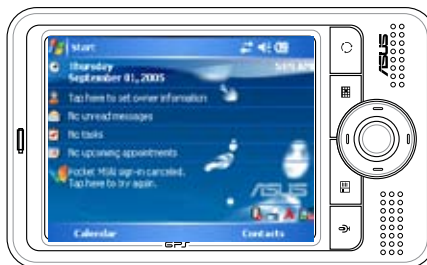 Start
Thursday
September 01, 2005
Tap here to set owner information
No unread messages
No tasks
No upcoming appointments
Pocket MSN sign-in canceled.
Tap here to try again.
ASUS
Calendar
Contacts
GPS
ASUS